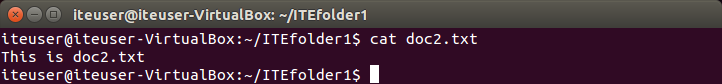 iteuser@iteuser-VirtualBox: ~/ITEfolder1
iteuser@iteuser-VirtualBox:~/ITEfolder1$ cat doc2.txt
This is doc2.txt
iteuser@iteuser-VirtualBox:~/ITEfolder1$